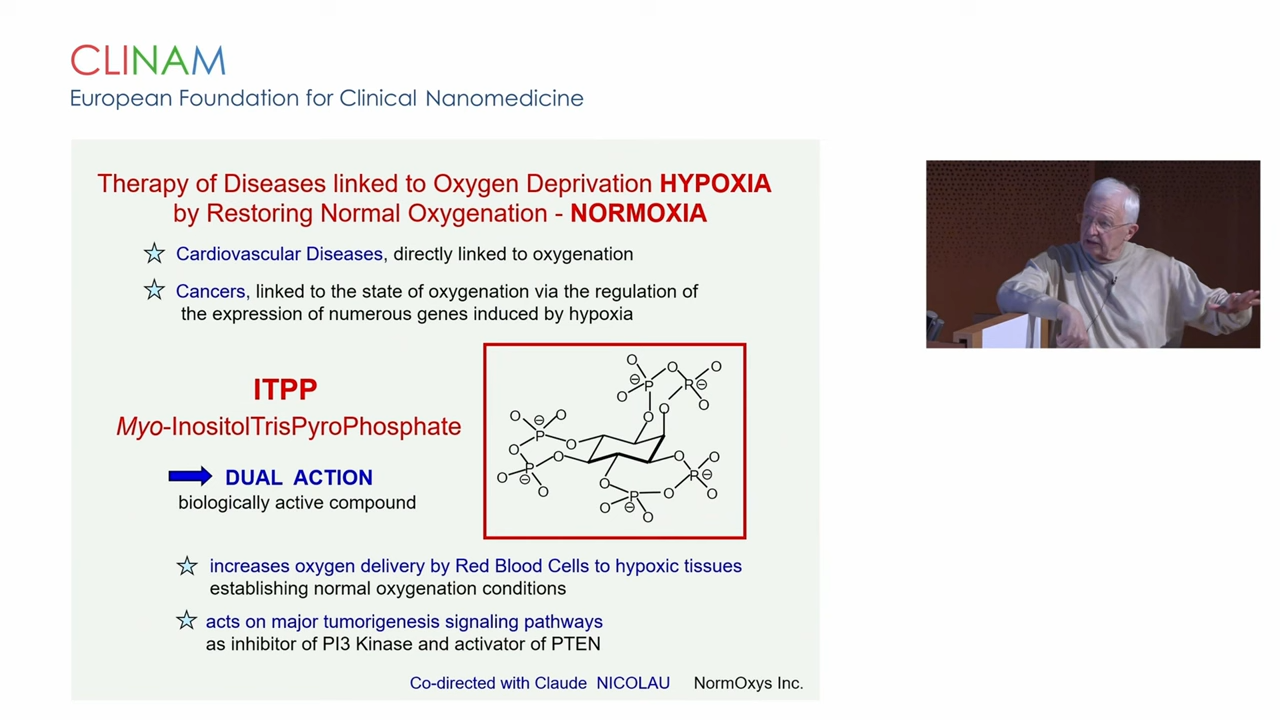 CLINAM
European Foundation for Clinical Nanomedicine
Therapy of Diseases linked to Oxygen Deprivation HYPOXIA
by Restoring Normal Oxygenation - NORMOXIA
Cardiovascular Diseases, directly linked to oxygenation
Cancers, linked to the state of oxygenation via the regulation of
the expression of numerous genes induced by hypoxia
ITPP
Myo-InositolTrisPyroPhosphate
DUAL ACTION
biologically active compound
O O O
P P
O O
O O
O O
P O
O O O
P P
O O O
O O
P O
O O
increases oxygen delivery by Red Blood Cells to hypoxic tissues
establishing normal oxygenation conditions
acts on major tumorigenesis signaling pathways
as inhibitor of PI3 Kinase and activator of PTEN
Co-directed with Claude NICOLAU NormOxys Inc.